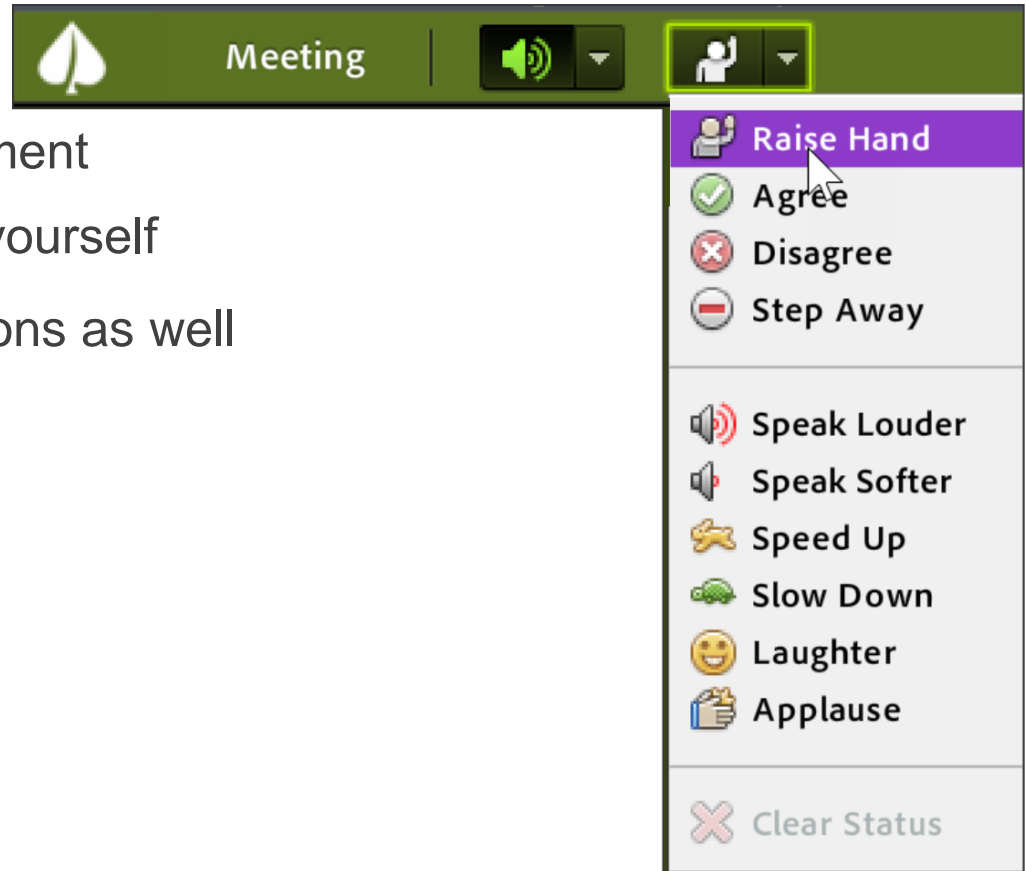 Meeting
ment
yourself
ons as well
Raise Hand
Agree
Disagree
Step Away
Speak Louder
Speak Softer
Speed Up
Slow Down
Laughter
Applause
Clear Status